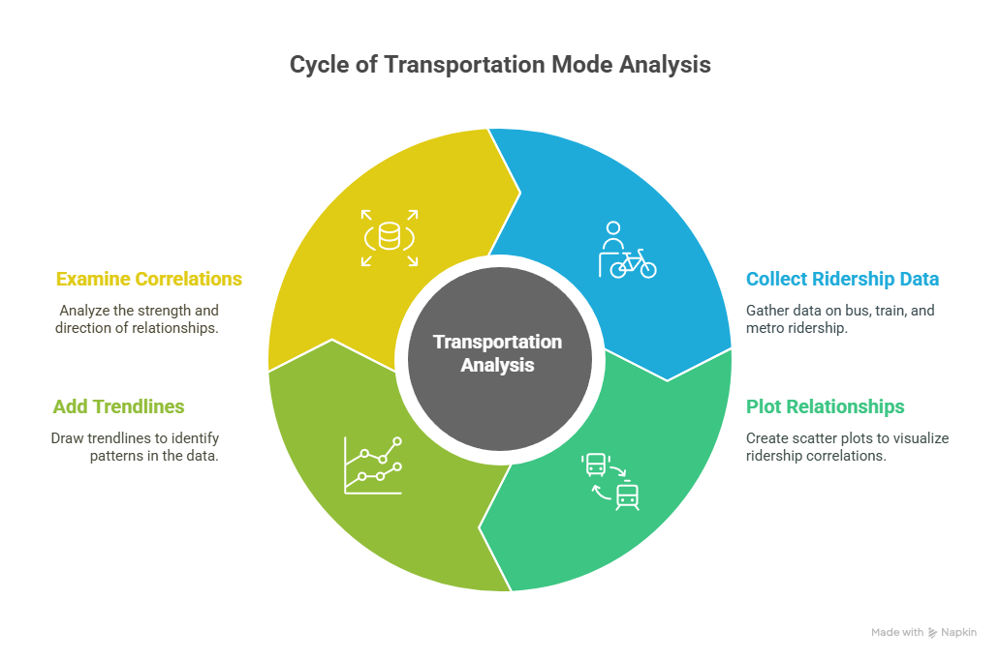 Cycle of Transportation Mode Analysis
Examine Correlations
Analyze the strength and
direction of relationships.
Collect Ridership Data
Gather data on bus, train, and
metro ridership.
Transportation
Analysis
Add Trendlines
Draw trendlines to identify
patterns in the data.
Plot Relationships
Create scatter plots to visualize
ridership correlations.
Made with Napkin